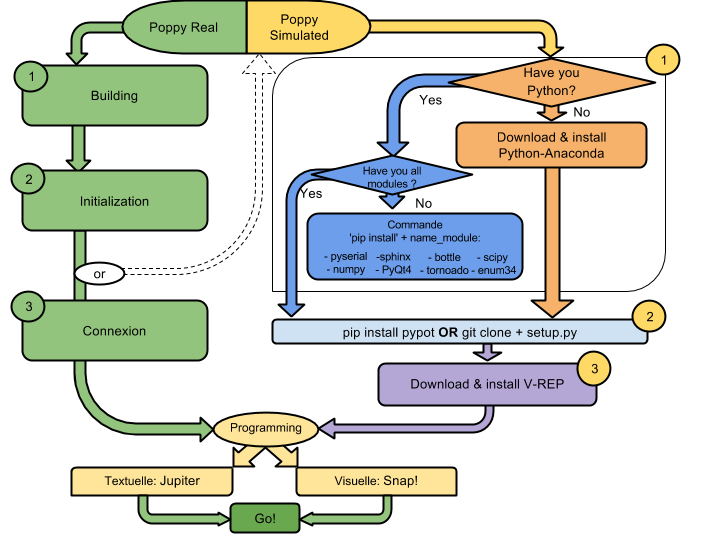 Poppy Real
Poppy
Simulated
1
Building
2
Initialization
or
3
Connexion
1
Have you
Python?
Yes
No
Download & install
Python-Anaconda
Have you all
modules ?
Yes
No
Commande
'pip install' + name_module:
- pyserial -sphinx - bottle - scipy
- numpy - PyQt4 - tornoado - enum34
2
pip install pypot OR git clone + setup.py
3
Download & install V-REP
Programming
Textuelle: Jupiter
Visuelle: Snap!
Go!